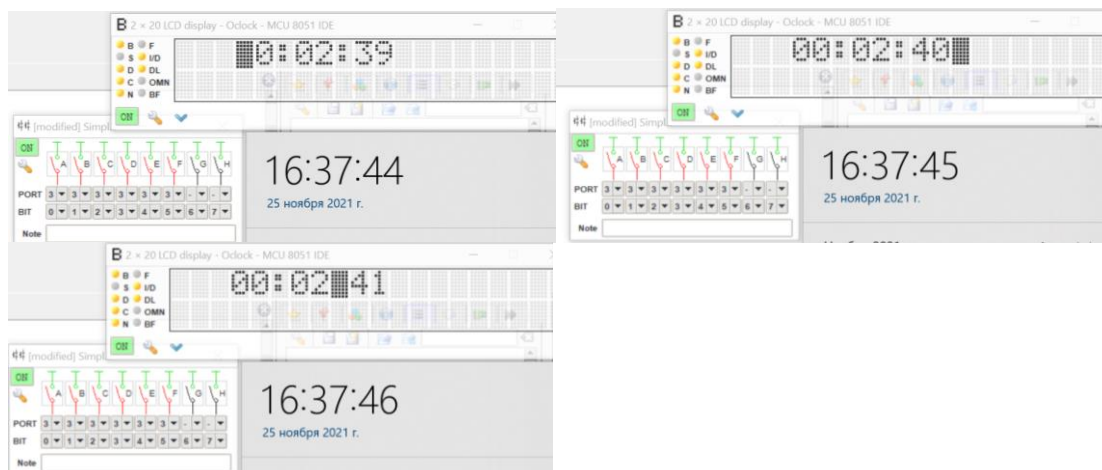 B 2 × 20 LCD display - Oclock - MCU 8051 IDE
B F
S I/D
D DL
C OMN
N BF
0:02:39
ON
[modified] Simpl
ON
A B C D E F G H
PORT 3 3 3 3 3 3 - -
BIT 0 1 2 3 4 5 6 7
Note
16:37:44
25 ноября 2021 г.
B 2 × 20 LCD display - Oclock - MCU 8051 IDE
B F
S I/D
D DL
C OMN
N BF
00:02:40
ON
[modified] Simpl
ON
A B C D E F G H
PORT 3 3 3 3 3 3 - -
BIT 0 1 2 3 4 5 6 7
Note
16:37:45
25 ноября 2021 г.
B 2 × 20 LCD display - Oclock - MCU 8051 IDE
B F
S I/D
D DL
C OMN
N BF
00:02 41
ON
[modified] Simpl
ON
A B C D E F G H
PORT 3 3 3 3 3 3 - -
BIT 0 1 2 3 4 5 6 7
Note
16:37:46
25 ноября 2021 г.